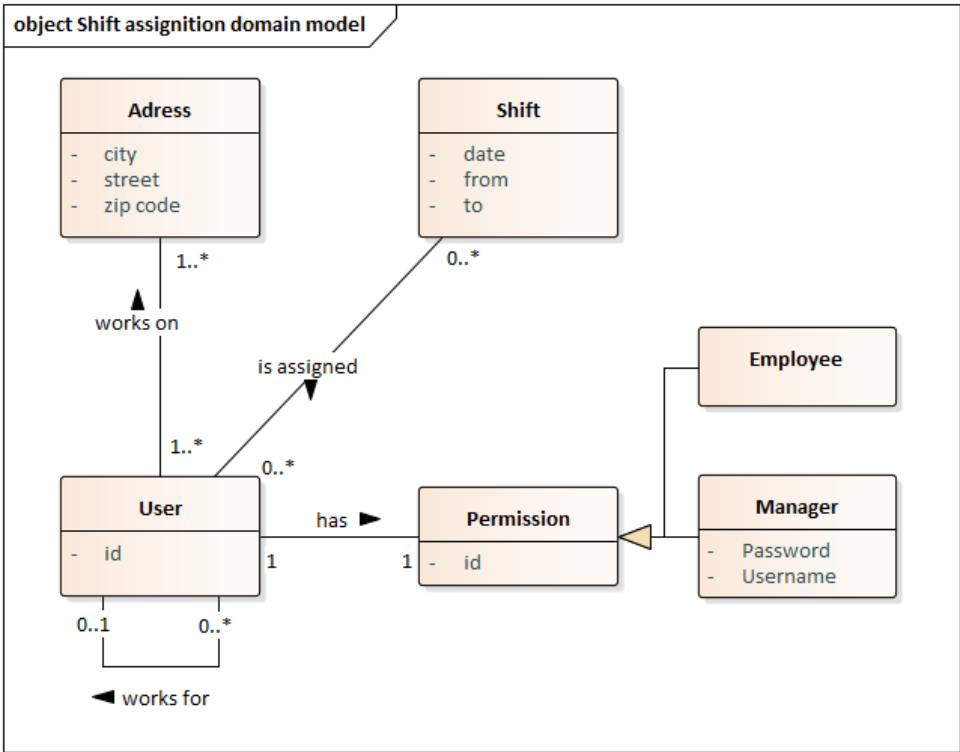 object Shift assignition domain model
Adress
- city
- street
- zip code
Shift
- date
- from
- to
1..*
0..*
works on
is assigned
Employee
1..*
0..*
User
- id
has
1
1
Permission
- id
Manager
- Password
- Username
0..1
0..*
works for